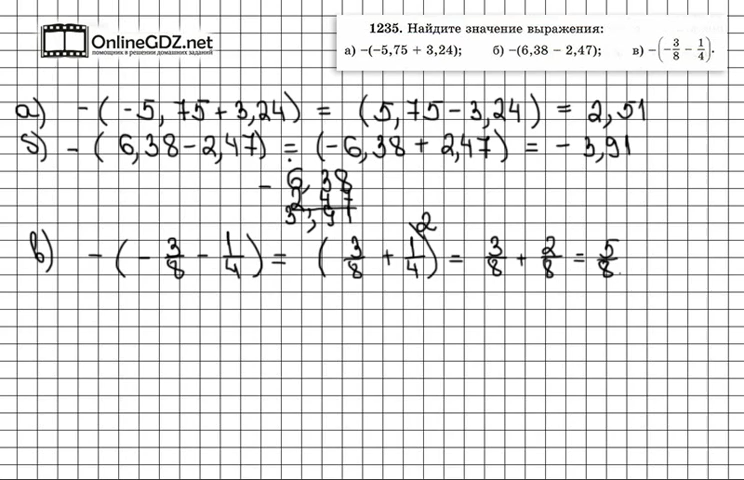 OnlineGDZ.net
помощник в решении домашних заданий
1235. Найдите значение выражения:
а) –(–5,75 + 3,24); б) –(6,38 – 2,47); в) –(–3/8 – 1/4).
а) - ( -5,75 + 3,24 ) = ( 5,75 - 3,24 ) = 2,51
б) - ( 6,38 - 2,47 ) = ( -6,38 + 2,47 ) = - 3,91
- 6,38
2 47
3,91
2
в) - ( - 3/8 - 1/4 ) = ( 3/8 + 1/4 ) = 3/8 + 2/8 = 5/8